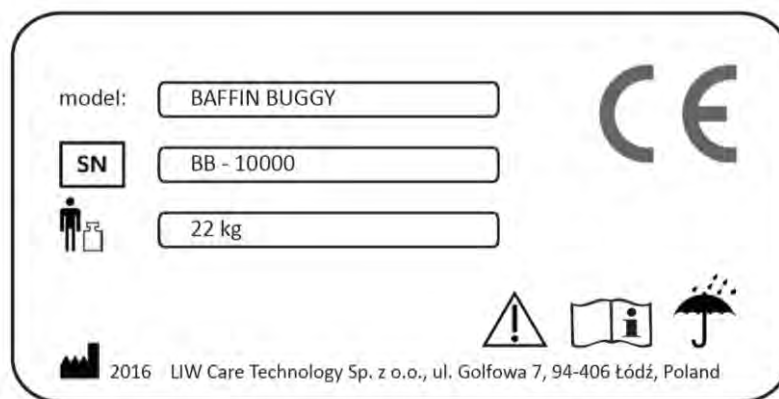 model: BAFFIN BUGGY
CE
SN BB - 10000
22 kg
2016 LIW Care Technology Sp. z o.o., ul. Golfowa 7, 94-406 Łódź, Poland